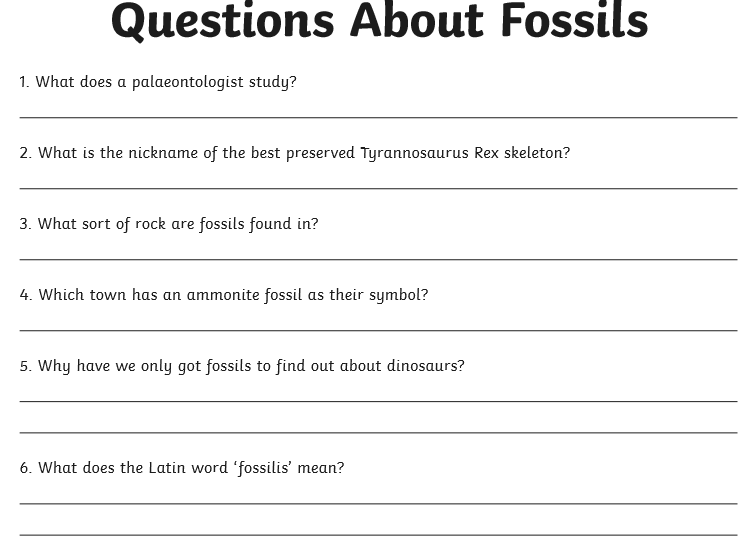 Questions About Fossils
1. What does a palaeontologist study?
2. What is the nickname of the best preserved Tyrannosaurus Rex skeleton?
3. What sort of rock are fossils found in?
4. Which town has an ammonite fossil as their symbol?
5. Why have we only got fossils to find out about dinosaurs?
6. What does the Latin word ‘fossilis’ mean?